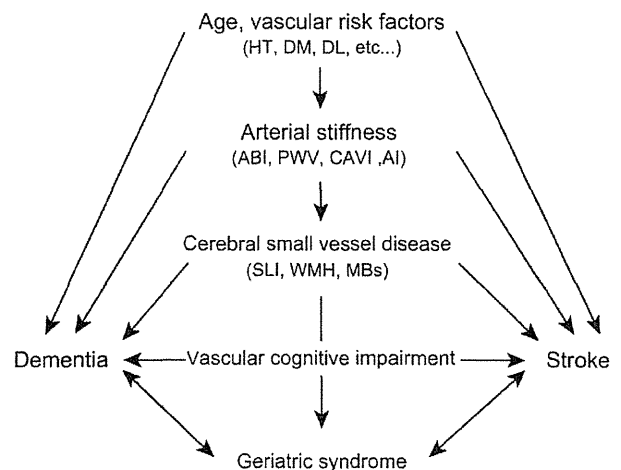 Age, vascular risk factors
(HT, DM, DL, etc...)
Arterial stiffness
(ABI, PWV, CAVI ,AI)
Cerebral small vessel disease
(SLI, WMH, MBs)
Dementia
Vascular cognitive impairment
Stroke
Geriatric syndrome